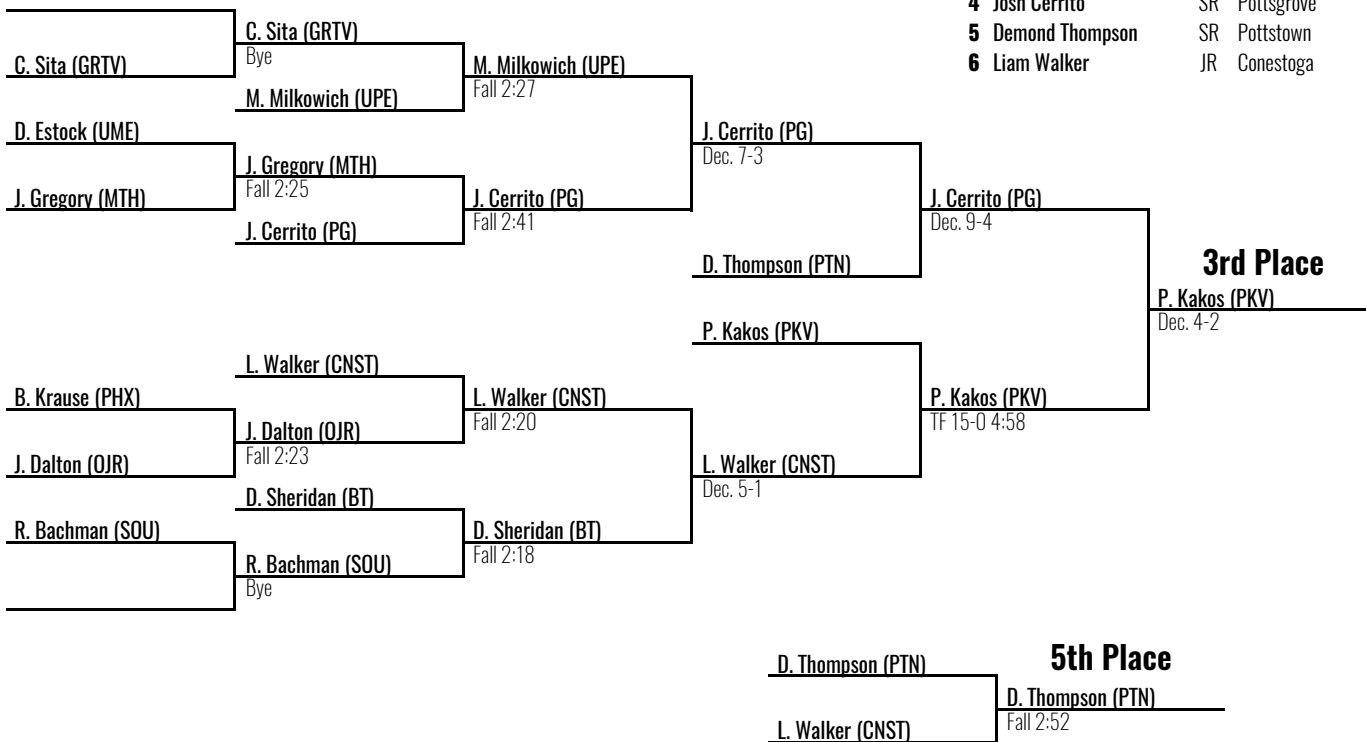 4 Josh Cerrito SR Pottsgrove
5 Demond Thompson SR Pottstown
6 Liam Walker JR Conestoga
C. Sita (GRTV)
Bye
C. Sita (GRTV)
M. Milkowich (UPE)
Fall 2:27
M. Milkowich (UPE)
D. Estock (UME)
J. Cerrito (PG)
Dec. 7-3
J. Gregory (MTH)
Fall 2:25
J. Gregory (MTH)
J. Cerrito (PG)
Fall 2:41
J. Cerrito (PG)
Dec. 9-4
J. Cerrito (PG)
D. Thompson (PTN)
3rd Place
P. Kakos (PKV)
Dec. 4-2
P. Kakos (PKV)
L. Walker (CNST)
B. Krause (PHX)
L. Walker (CNST)
Fall 2:20
P. Kakos (PKV)
TF 15-0 4:58
J. Dalton (OJR)
Fall 2:23
J. Dalton (OJR)
L. Walker (CNST)
Dec. 5-1
D. Sheridan (BT)
R. Bachman (SOU)
D. Sheridan (BT)
Fall 2:18
R. Bachman (SOU)
Bye
5th Place
D. Thompson (PTN)
D. Thompson (PTN)
Fall 2:52
L. Walker (CNST)